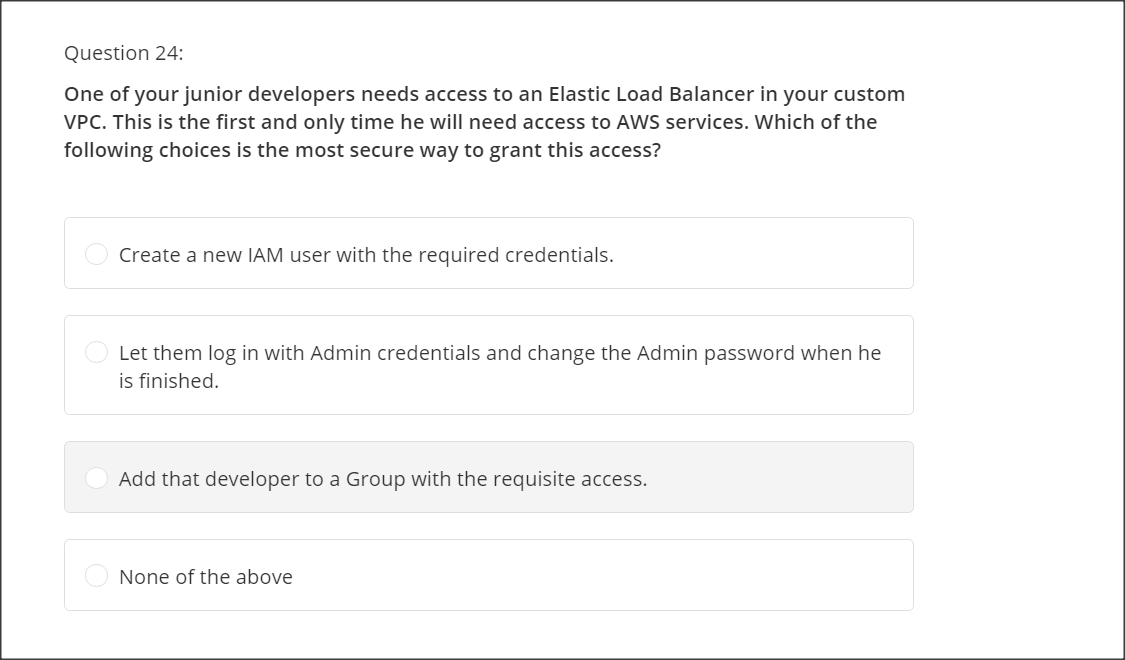 Question 24:
One of your junior developers needs access to an Elastic Load Balancer in your custom
VPC. This is the first and only time he will need access to AWS services. Which of the
following choices is the most secure way to grant this access?
Create a new IAM user with the required credentials.
Let them log in with Admin credentials and change the Admin password when he
is finished.
Add that developer to a Group with the requisite access.
None of the above